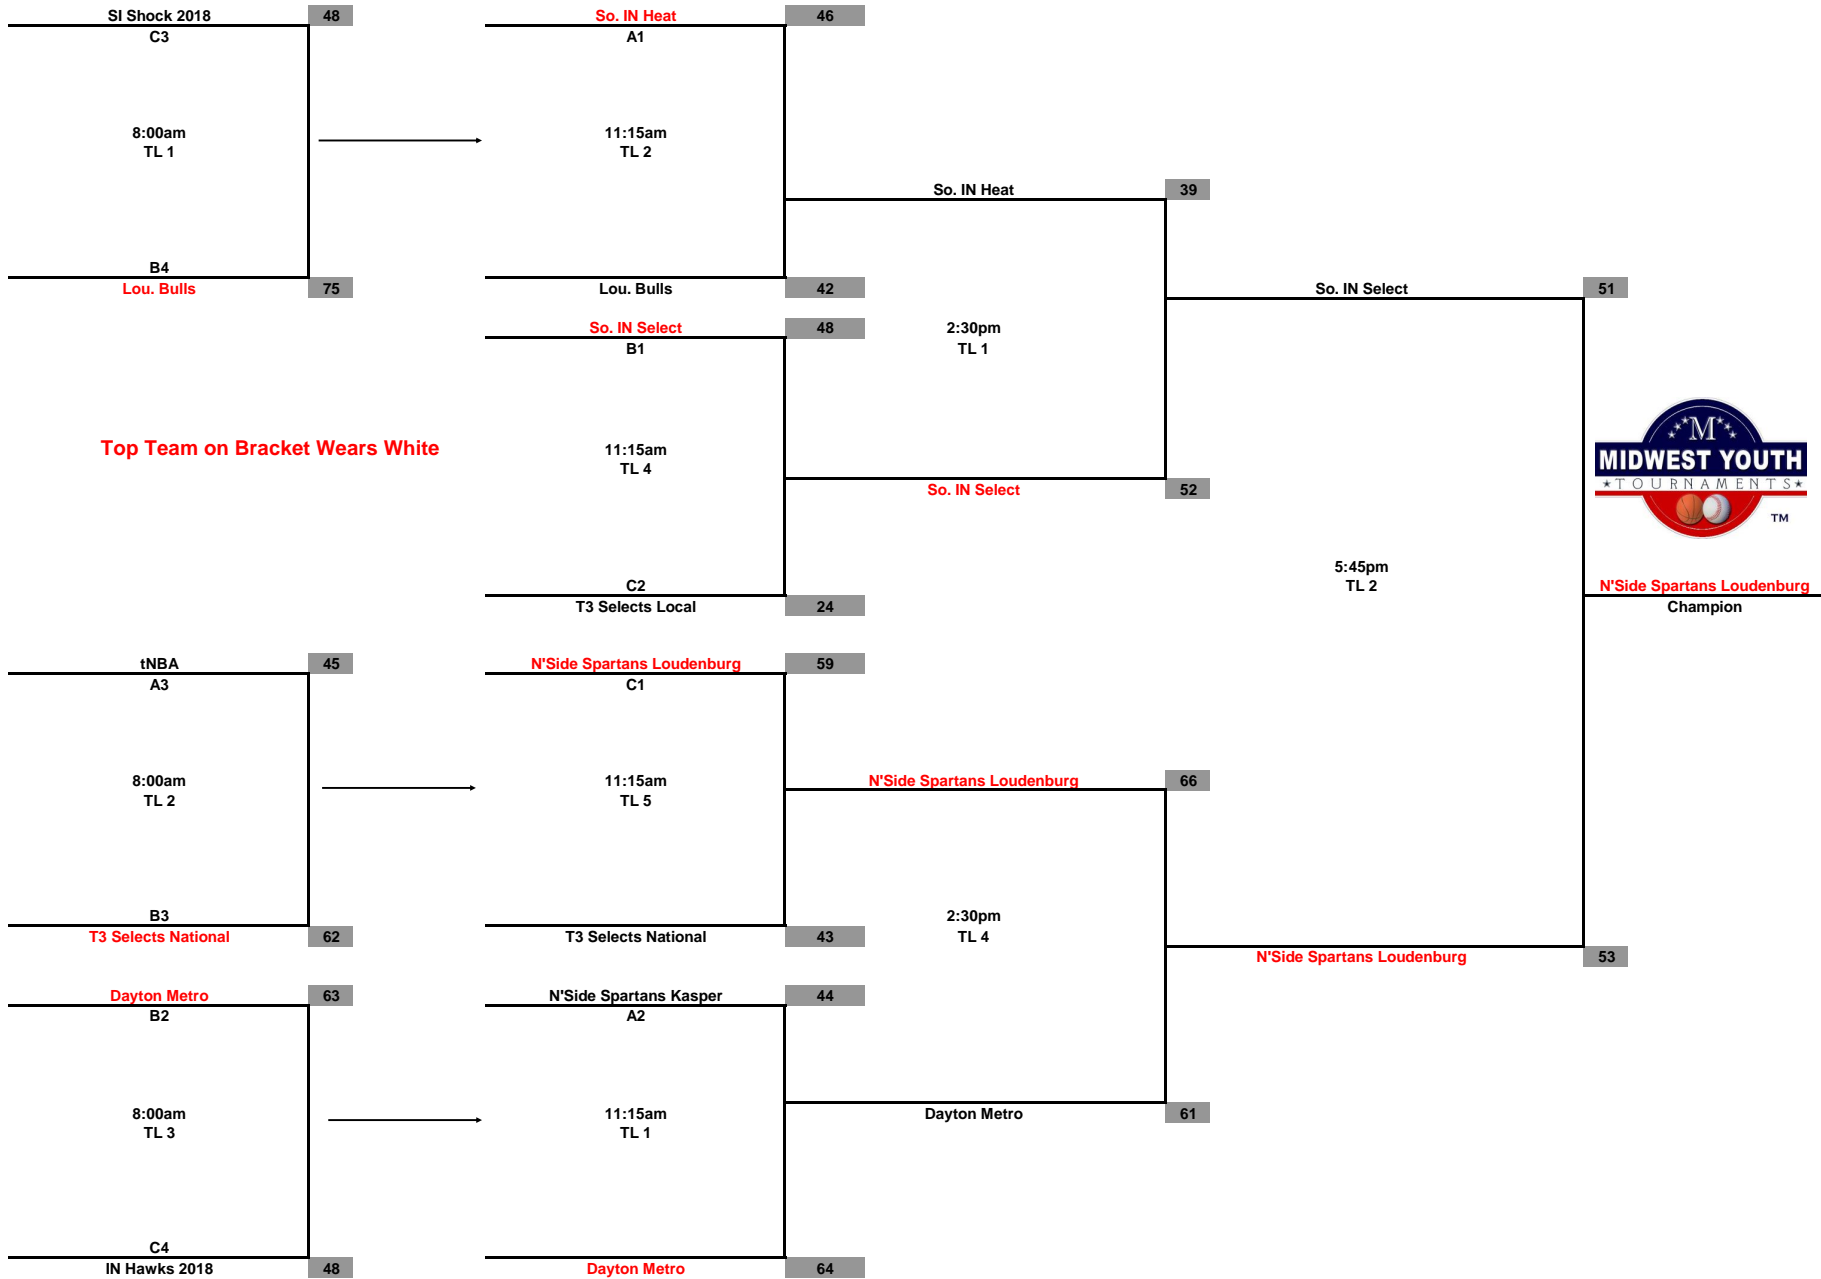 SI Shock 2018 48
C3
8:00am
TL 1
B4
Lou. Bulls 75
So. IN Heat 46
A1
11:15am
TL 2
Lou. Bulls 42
So. IN Select 48
B1
11:15am
TL 4
C2
T3 Selects Local 24
Top Team on Bracket Wears White
tNBA 45
A3
8:00am
TL 2
B3
T3 Selects National 62
N'Side Spartans Loudenburg 59
C1
11:15am
TL 5
T3 Selects National 43
Dayton Metro 63
B2
8:00am
TL 3
C4
IN Hawks 2018 48
N'Side Spartans Kasper 44
A2
11:15am
TL 1
Dayton Metro 64
So. IN Heat 39
2:30pm
TL 1
So. IN Select 52
N'Side Spartans Loudenburg 66
2:30pm
TL 4
Dayton Metro 61
So. IN Select 51
5:45pm
TL 2
N'Side Spartans Loudenburg 53
M
MIDWEST YOUTH
TOURNAMENTS
TM
N'Side Spartans Loudenburg
Champion